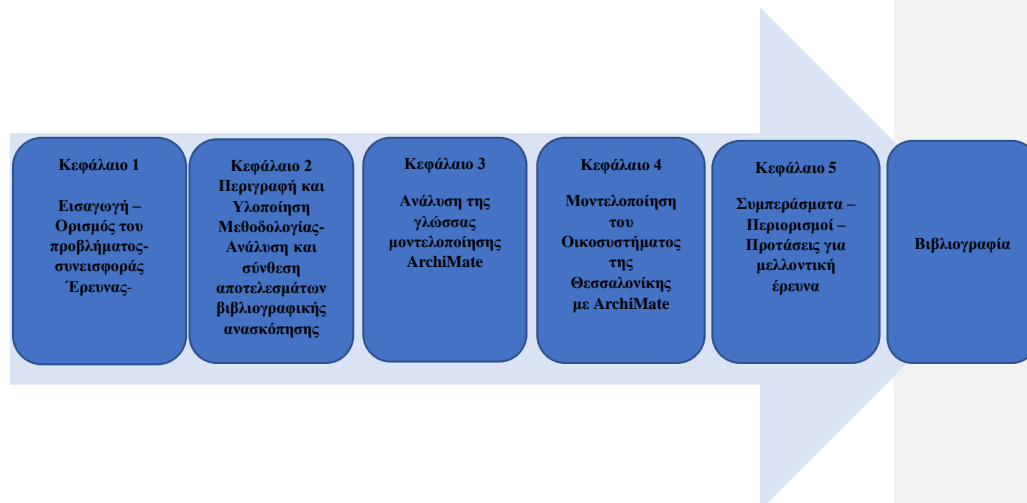 Κεφάλαιο 1
Εισαγωγή –
Ορισμός του
προβλήματος-
συνεισφοράς
Έρευνας-
Κεφάλαιο 2
Περιγραφή και
Υλοποίηση
Μεθοδολογίας-
Ανάλυση και
σύνθεση
αποτελεσμάτων
βιβλιογραφικής
ανασκόπησης
Κεφάλαιο 3
Ανάλυση της
γλώσσας
μοντελοποίησης
ArchiMate
Κεφάλαιο 4
Μοντελοποίηση
του
Οικοσυστήματος
της
Θεσσαλονίκης
με ArchiMate
Κεφάλαιο 5
Συμπεράσματα –
Περιορισμοί –
Προτάσεις για
μελλοντική
έρευνα
Βιβλιογραφία